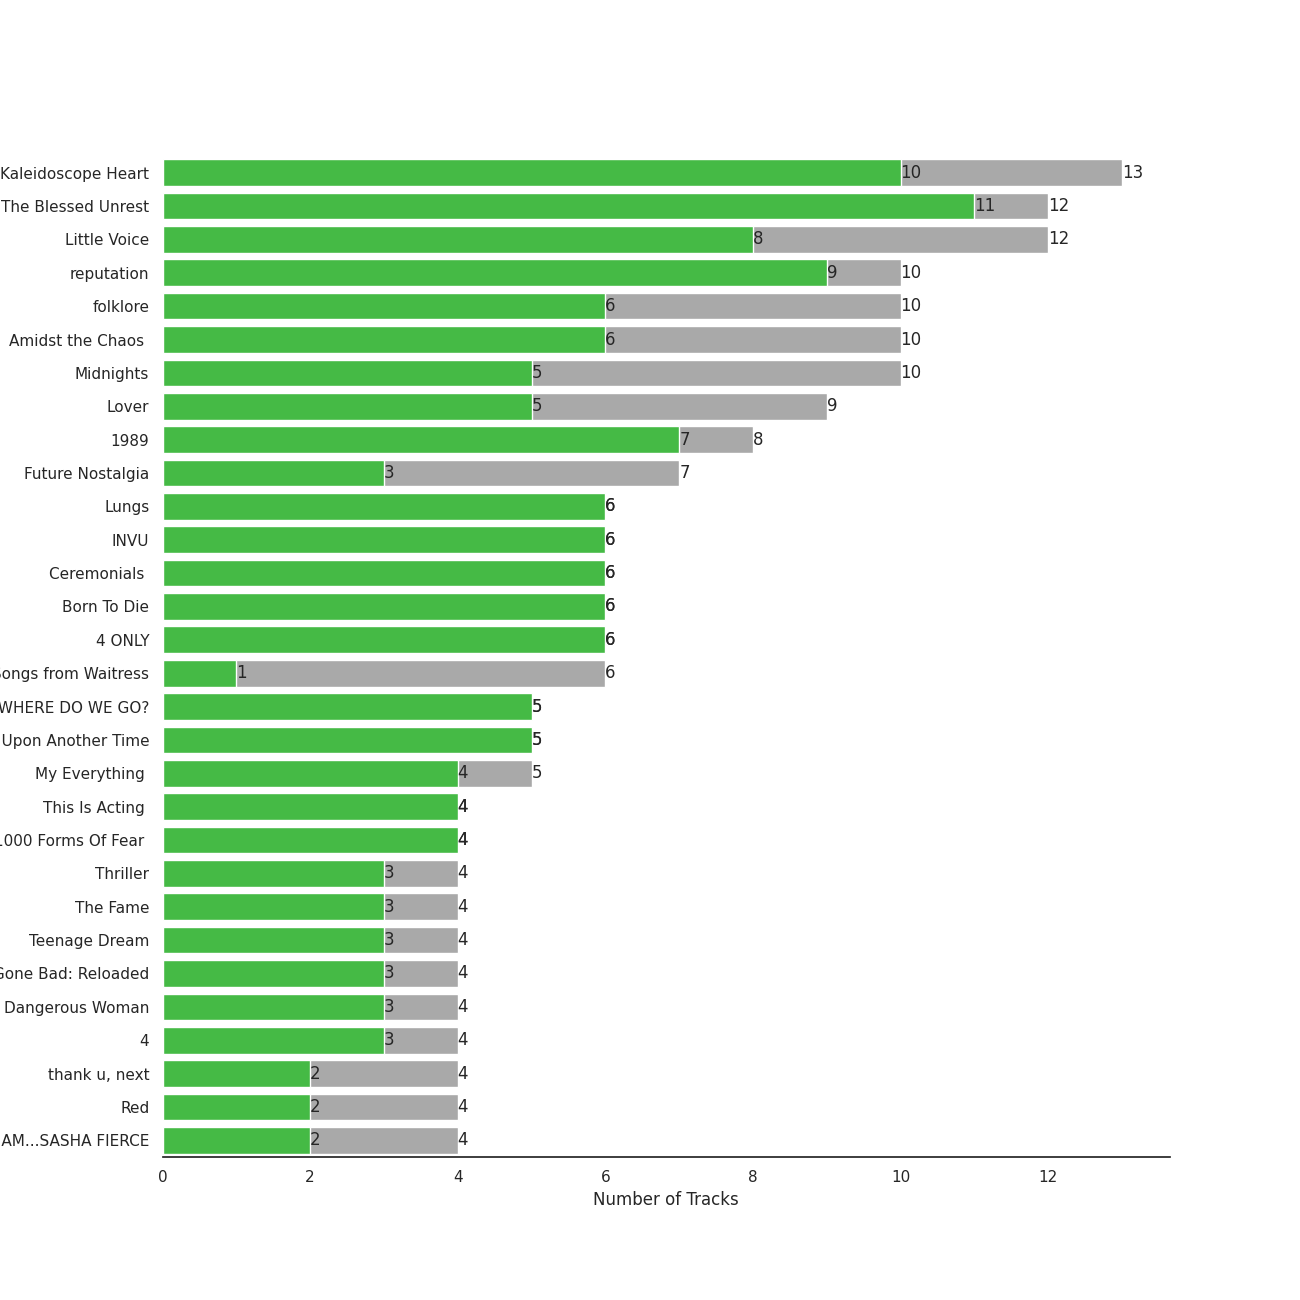 Kaleidoscope Heart 10 13
The Blessed Unrest 11 12
Little Voice 8 12
reputation 9 10
folklore 6 10
Amidst the Chaos 6 10
Midnights 5 10
Lover 5 9
1989 7 8
Future Nostalgia 3 7
Lungs 6
INVU 6
Ceremonials 6
Born To Die 6
4 ONLY 6
Songs from Waitress 1 6
WHERE DO WE GO? 5
Upon Another Time 5
My Everything 4 5
This Is Acting 4
1000 Forms Of Fear 4
Thriller 3 4
The Fame 3 4
Teenage Dream 3 4
Gone Bad: Reloaded 3 4
Dangerous Woman 3 4
4 3 4
thank u, next 2 4
Red 2 4
AM...SASHA FIERCE 2 4
0 2 4 6 8 10 12
Number of Tracks